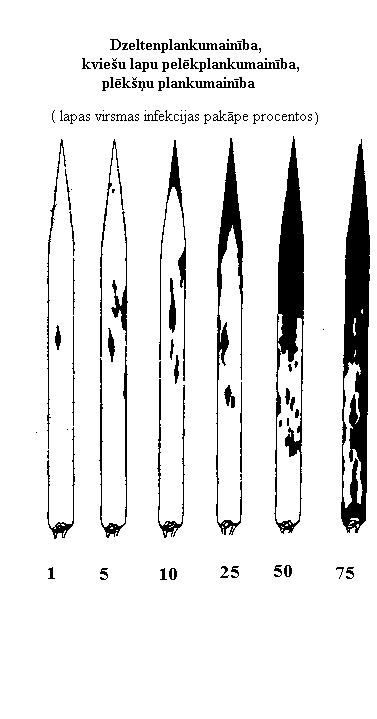 Dzeltenplankumainība,
kviešu lapu pelēkplankumainība,
plēkšņu plankumainība
( lapas virsmas infekcijas pakāpe procentos)
1 5 10 25 50 75